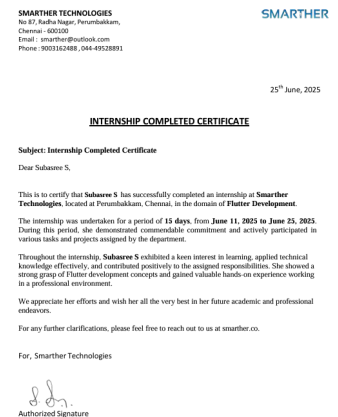 SMARTHER TECHNOLOGIES
No 87, Radha Nagar, Perumbakkam,
Chennai - 600100
Email : smarther@outlook.com
Phone : 9003162488 , 044-49528891
SMARTHER
25th June, 2025
INTERNSHIP COMPLETED CERTIFICATE
Subject: Internship Completed Certificate
Dear Subasree S,
This is to certify that Subasree S has successfully completed an internship at Smarther
Technologies, located at Perumbakkam, Chennai, in the domain of Flutter Development.
The internship was undertaken for a period of 15 days, from June 11, 2025 to June 25, 2025.
During this period, she demonstrated commendable commitment and actively participated in
various tasks and projects assigned by the department.
Throughout the internship, Subasree S exhibited a keen interest in learning, applied technical
knowledge effectively, and contributed positively to the assigned responsibilities. She showed a
strong grasp of Flutter development concepts and gained valuable hands-on experience working
in a professional environment.
We appreciate her efforts and wish her all the very best in her future academic and professional
endeavors.
For any further clarifications, please feel free to reach out to us at smarther.co.
For, Smarther Technologies
Authorized Signature